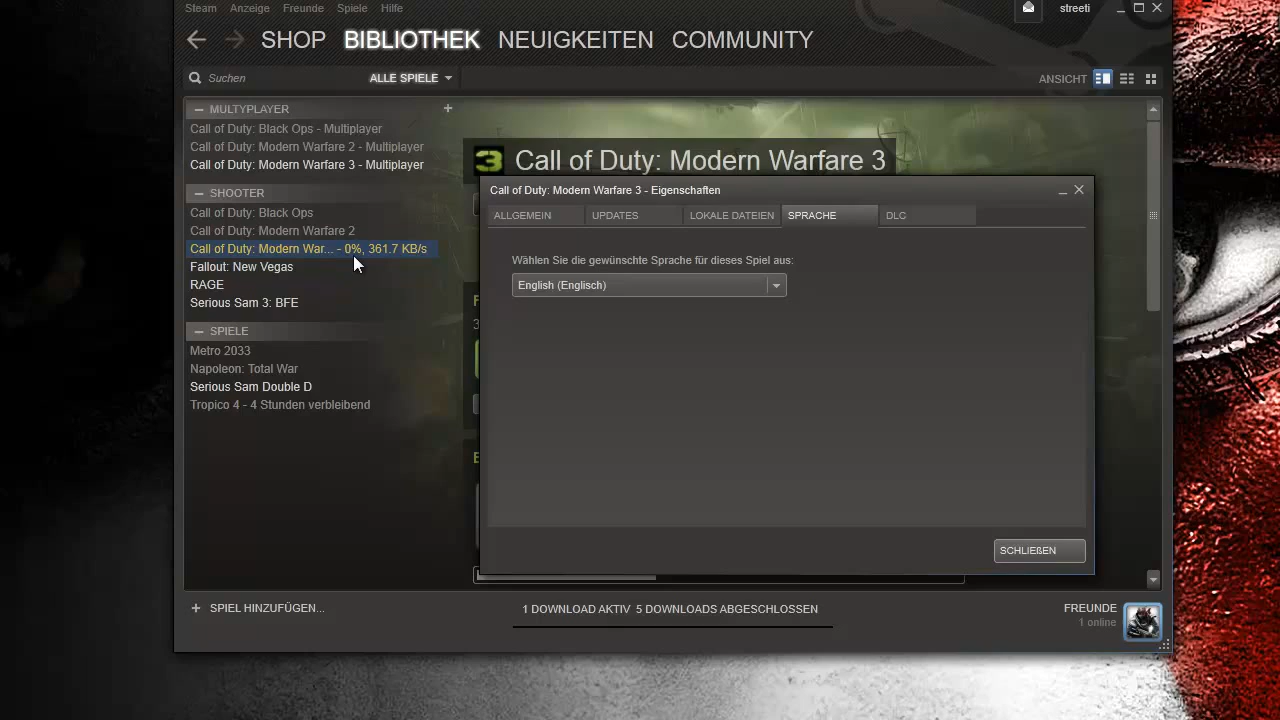 Steam Anzeige Freunde Spiele Hilfe
streeti
SHOP BIBLIOTHEK NEUIGKEITEN COMMUNITY
Suchen
ALLE SPIELE
ANSICHT
MULTYPLAYER
Call of Duty: Black Ops - Multiplayer
Call of Duty: Modern Warfare 2 - Multiplayer
Call of Duty: Modern Warfare 3 - Multiplayer
SHOOTER
Call of Duty: Black Ops
Call of Duty: Modern Warfare 2
Call of Duty: Modern War... - 0%, 361.7 KB/s
Fallout: New Vegas
RAGE
Serious Sam 3: BFE
SPIELE
Metro 2033
Napoleon: Total War
Serious Sam Double D
Tropico 4 - 4 Stunden verbleibend
3 Call of Duty: Modern Warfare 3
Call of Duty: Modern Warfare 3 - Eigenschaften
ALLGEMEIN UPDATES LOKALE DATEIEN SPRACHE DLC
Wählen Sie die gewünschte Sprache für dieses Spiel aus:
English (Englisch)
SCHLIEßEN
+ SPIEL HINZUFÜGEN...
1 DOWNLOAD AKTIV 5 DOWNLOADS ABGESCHLOSSEN
FREUNDE
1 online